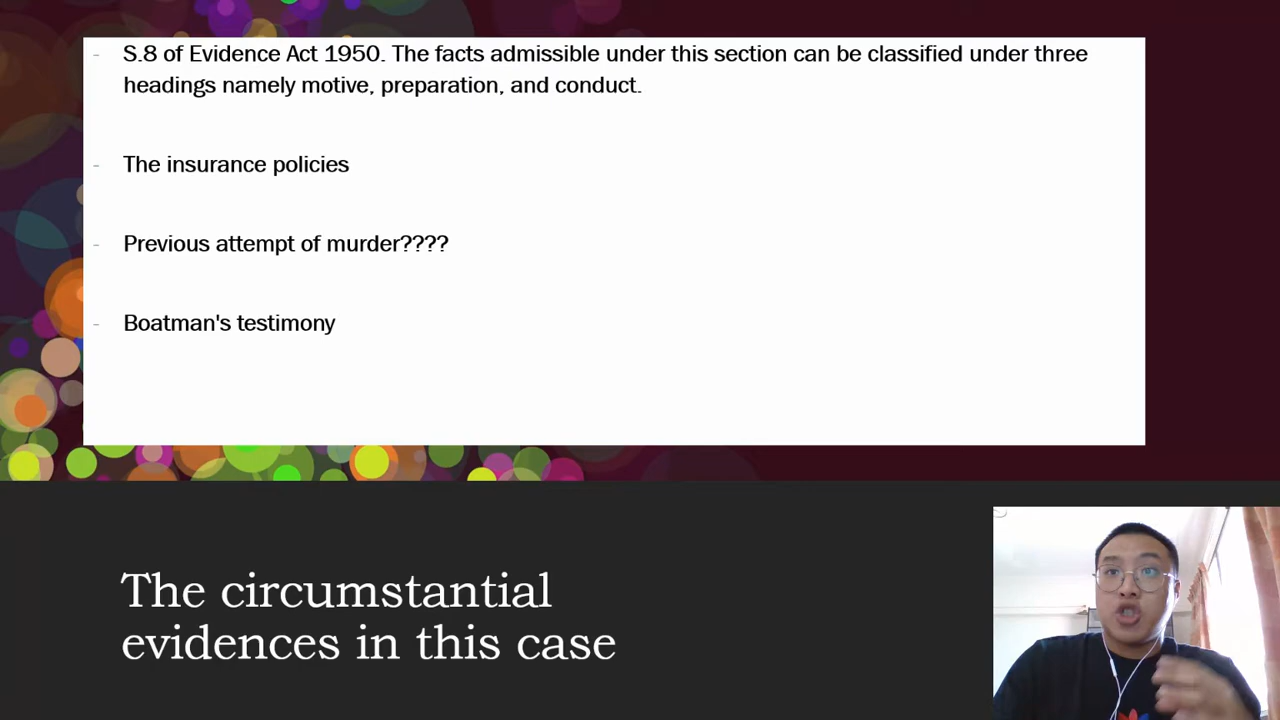 - S.8 of Evidence Act 1950. The facts admissible under this section can be classified under three
headings namely motive, preparation, and conduct.
- The insurance policies
- Previous attempt of murder????
- Boatman's testimony
The circumstantial
evidences in this case